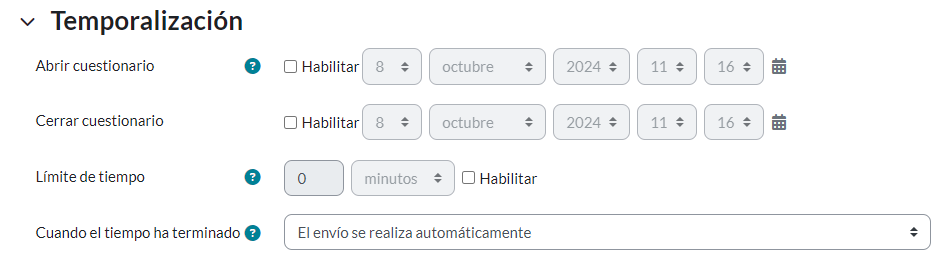 Temporalización
Abrir cuestionario ? Habilitar 8 octubre 2024 11 16
Cerrar cuestionario Habilitar 8 octubre 2024 11 16
Límite de tiempo ? 0 minutos Habilitar
Cuando el tiempo ha terminado ? El envío se realiza automáticamente